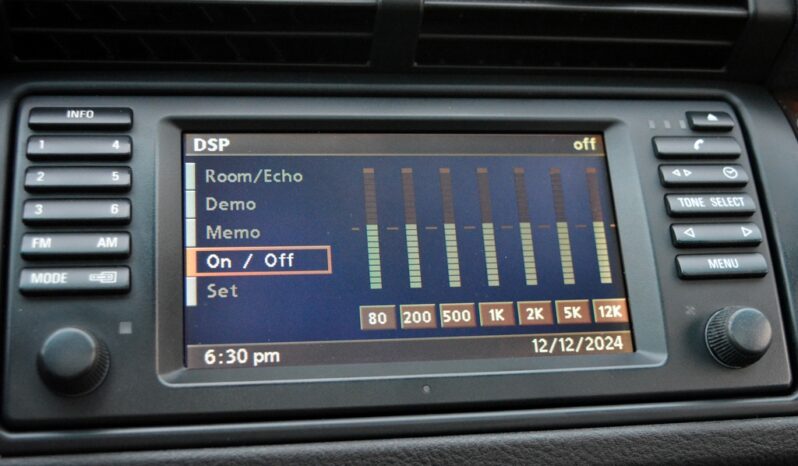 INFO
1 4
2 5
3 6
FM AM
MODE
DSP off
Room/Echo
Demo
Memo
On / Off
Set
80 200 500 1K 2K 5K 12K
6:30 pm 12/12/2024
TONE SELECT
MENU